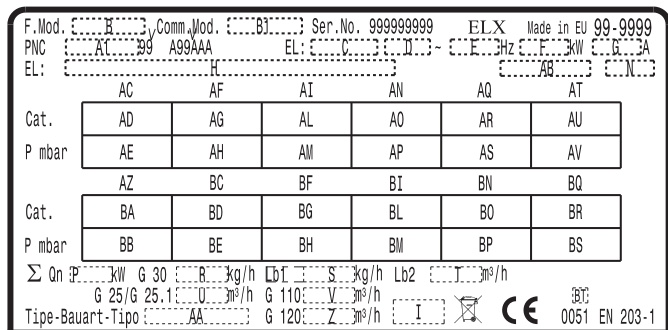 F.Mod. B Comm.Mod. B1 Ser.No. 999999999 ELX Made in EU 99-9999
PNC A1 99 A99AAA EL: C D ~ E Hz F kW G A
EL: H AB N
AC AF AI AN AQ AT
Cat. AD AG AL AO AR AU
P mbar AE AH AM AP AS AV
AZ BC BF BI BN BQ
Cat. BA BD BG BL BO BR
P mbar BB BE BH BM BP BS
Σ Qn P kW G 30 R kg/h Lb1 S kg/h Lb2 T m³/h
G 25/G 25.1 U m³/h G 110 V m³/h BT
Tipe-Bauart-Tipo AA G 120 Z m³/h I CE 0051 EN 203-1